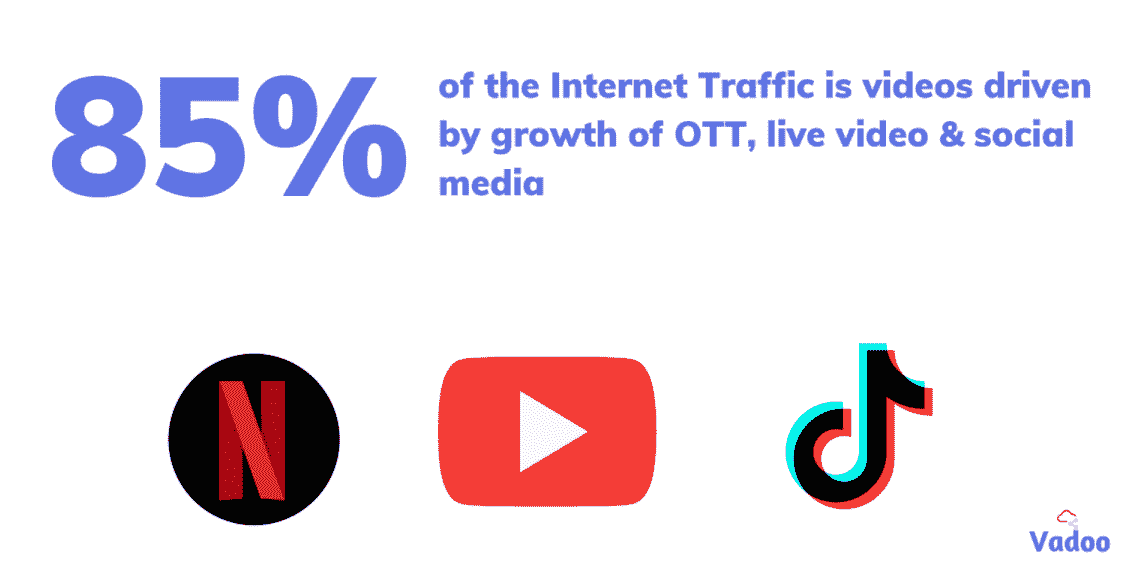 85%
of the Internet Traffic is videos driven
by growth of OTT, live video & social
media
N
Vadoo